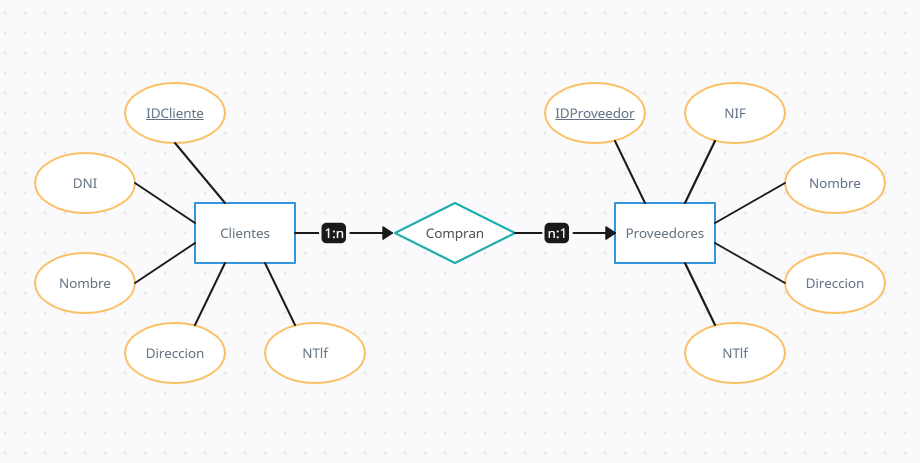 IDCliente
IDProveedor
NIF
DNI
Nombre
Clientes
1:n
Compran
n:1
Proveedores
Nombre
Direccion
Direccion
NTlf
NTlf